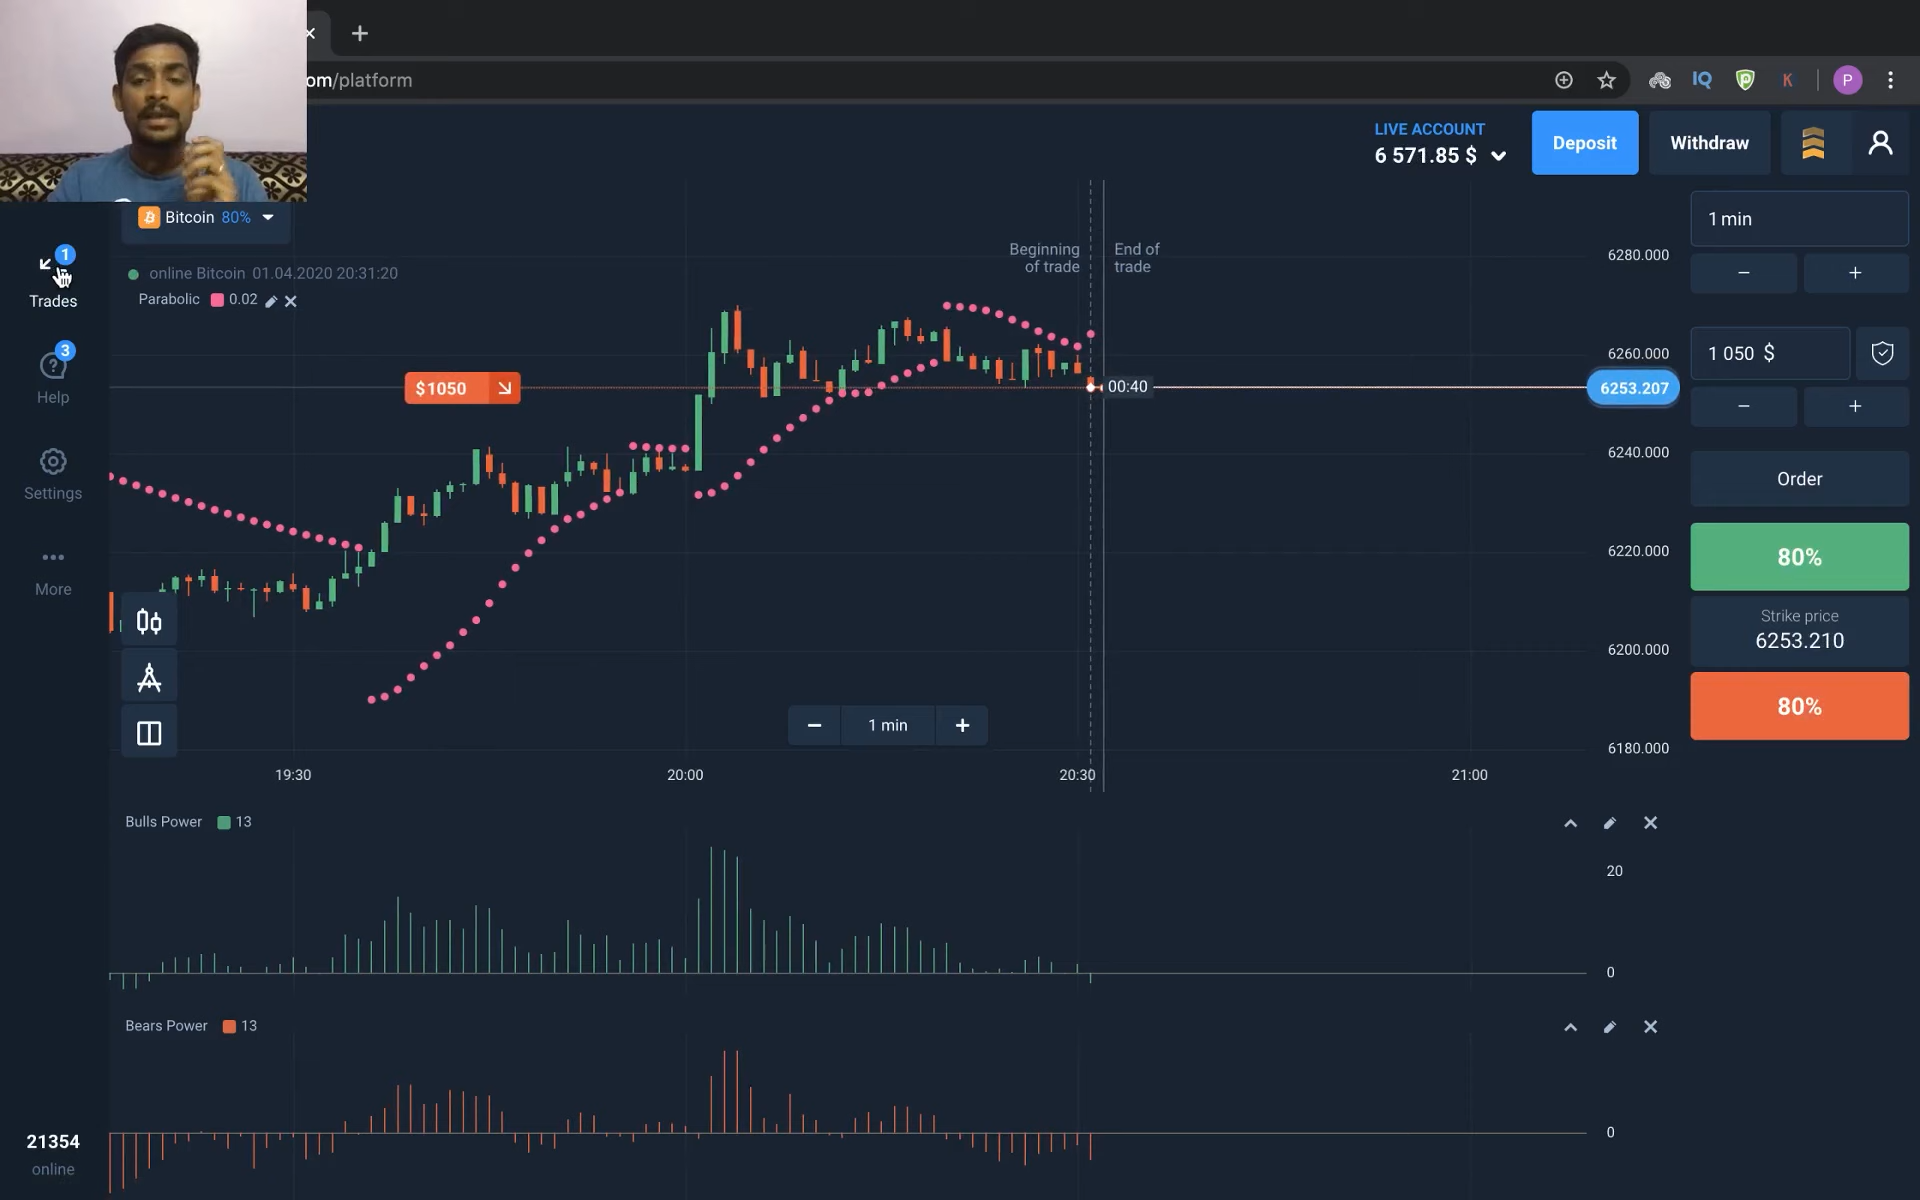 om/platform
IQ
K
P
LIVE ACCOUNT
6 571.85 $
Deposit
Withdraw
Bitcoin 80%
online Bitcoin 01.04.2020 20:31:20
Parabolic 0.02
1
Trades
3
Help
Settings
More
Beginning
of trade
End of
trade
$1050
00:40
6280.000
6260.000
6253.207
6240.000
6220.000
6200.000
6180.000
1 min
− +
1 050 $
− +
Order
80%
Strike price
6253.210
80%
− 1 min +
19:30 20:00 20:30 21:00
Bulls Power 13
20
0
Bears Power 13
0
21354
online